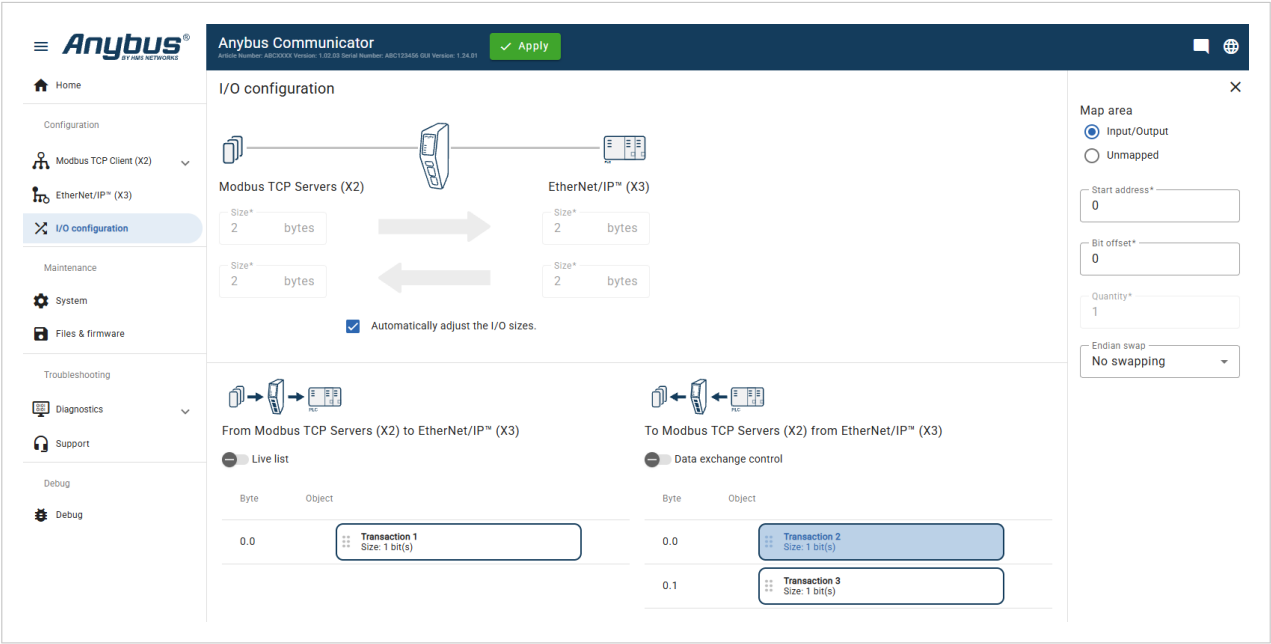 Anybus®
BY HMS NETWORKS
Anybus Communicator
Article Number: ABCXXXX Version: 1.02.03 Serial Number: ABC123456 GUI Version: 1.24.01
Apply
Home
Configuration
Modbus TCP Client (X2)
EtherNet/IP™ (X3)
I/O configuration
Maintenance
System
Files & firmware
Troubleshooting
Diagnostics
Support
Debug
Debug
I/O configuration
Modbus TCP Servers (X2)
EtherNet/IP™ (X3)
Size*
2 bytes
Size*
2 bytes
Size*
2 bytes
Size*
2 bytes
Automatically adjust the I/O sizes.
PLC
From Modbus TCP Servers (X2) to EtherNet/IP™ (X3)
Live list
Byte Object
0.0
Transaction 1
Size: 1 bit(s)
PLC
To Modbus TCP Servers (X2) from EtherNet/IP™ (X3)
Data exchange control
Byte Object
0.0
Transaction 2
Size: 1 bit(s)
0.1
Transaction 3
Size: 1 bit(s)
Map area
Input/Output
Unmapped
Start address*
0
Bit offset*
0
Quantity*
1
Endian swap
No swapping